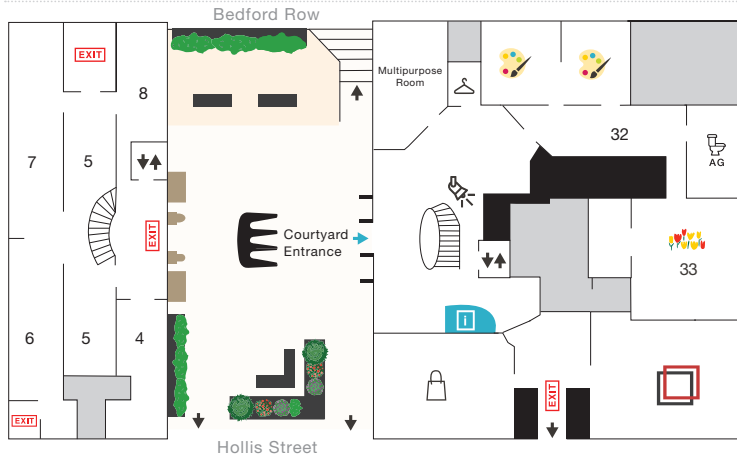 Bedford Row
EXIT
Multipurpose
Room
8
32
7
5
AG
EXIT
Courtyard
Entrance
33
i
6
5
4
EXIT
EXIT
Hollis Street